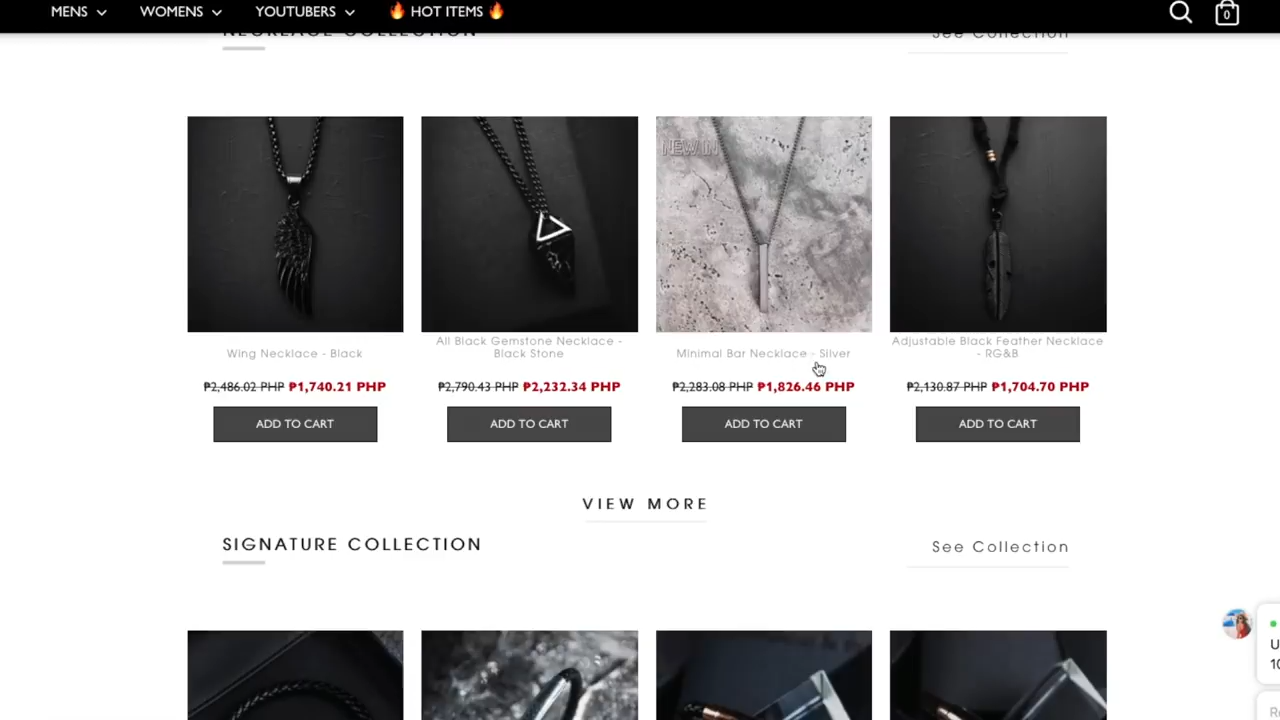 MENS
WOMENS
YOUTUBERS
🔥 HOT ITEMS 🔥
0
NECKLACE COLLECTION
See Collection
NEW IN
Wing Necklace - Black
₱2,486.02 PHP ₱1,740.21 PHP
ADD TO CART
All Black Gemstone Necklace -
Black Stone
₱2,790.43 PHP ₱2,232.34 PHP
ADD TO CART
Minimal Bar Necklace - Silver
₱2,283.08 PHP ₱1,826.46 PHP
ADD TO CART
Adjustable Black Feather Necklace
- RG&B
₱2,130.87 PHP ₱1,704.70 PHP
ADD TO CART
VIEW MORE
SIGNATURE COLLECTION
See Collection